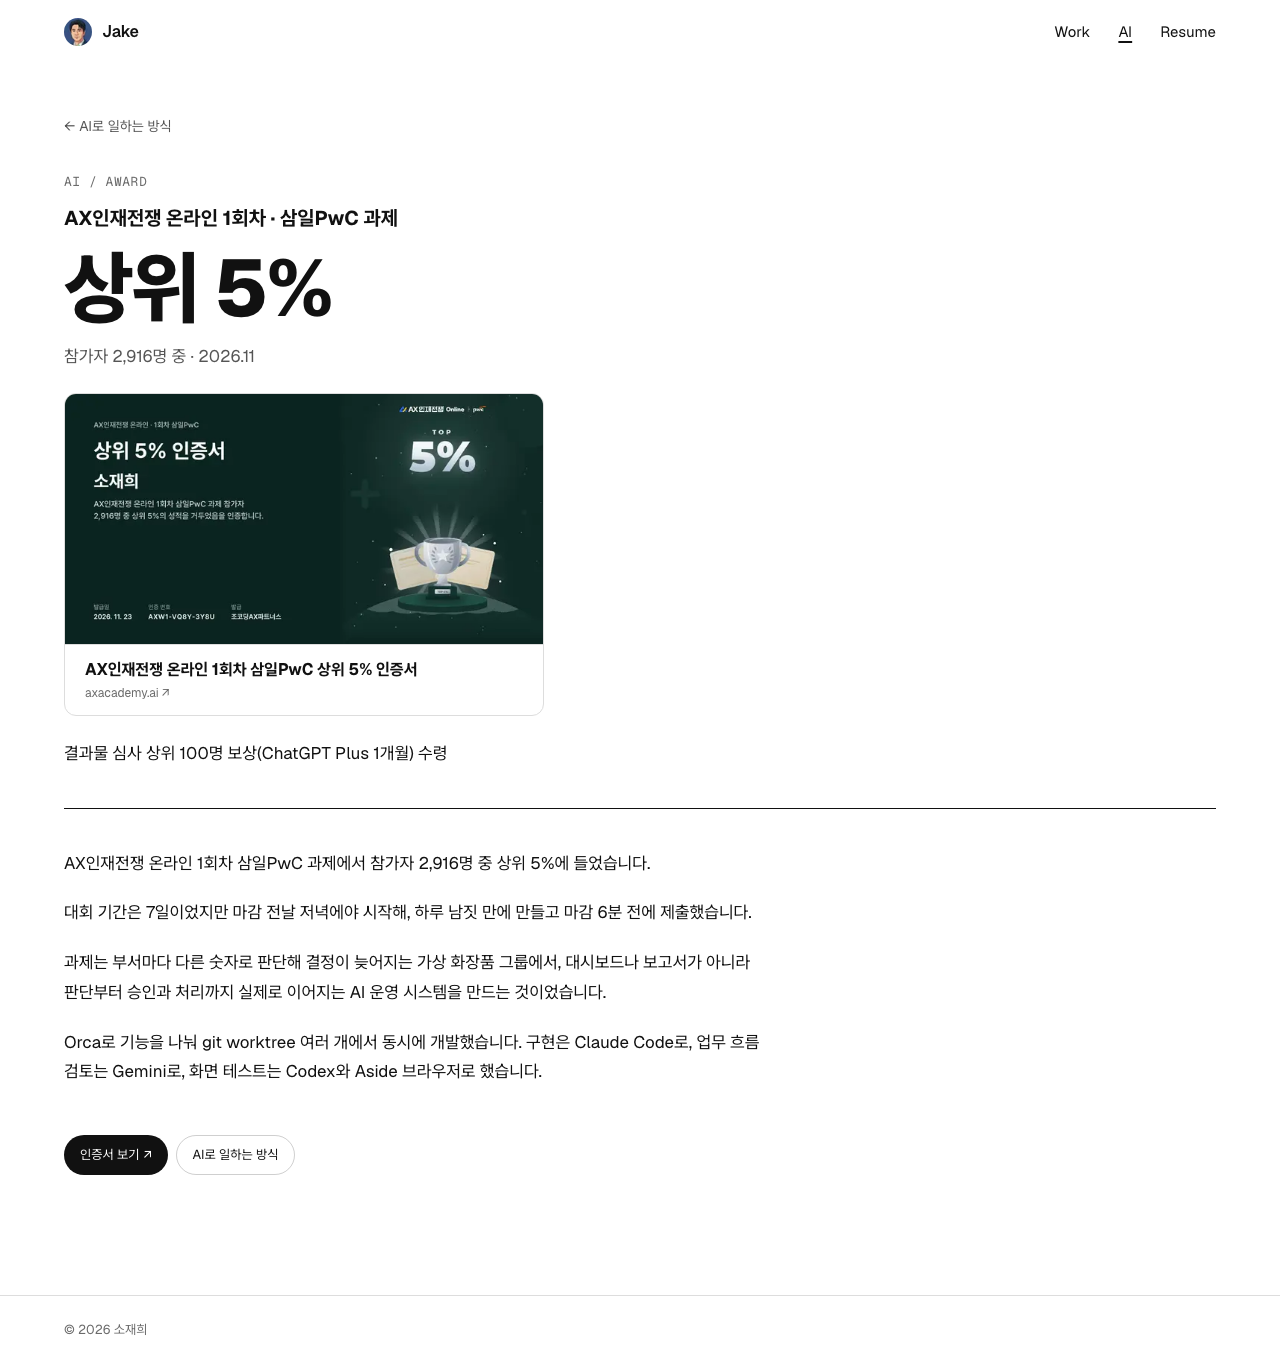 Jake
Work
AI
Resume
← AI로 일하는 방식
AI / AWARD
AX인재전쟁 온라인 1회차 · 삼일PwC 과제
상위 5%
참가자 2,916명 중 · 2026.11
AX인재전쟁 온라인 · 1회차 삼일PwC
상위 5% 인증서
소재희
AX인재전쟁 온라인 1회차 삼일PwC 과제 참가자
2,916명 중 상위 5%의 성적을 거두었음을 인증합니다.
발급일
2026. 11. 23
인증 번호
AXW1-VQ8Y-3Y8U
발급
조코딩AX파트너스
AX인재전쟁 Online | pwc
TOP
5%
AX인재전쟁 온라인 1회차 삼일PwC 상위 5% 인증서
axacademy.ai ↗
결과물 심사 상위 100명 보상(ChatGPT Plus 1개월) 수령
AX인재전쟁 온라인 1회차 삼일PwC 과제에서 참가자 2,916명 중 상위 5%에 들었습니다.
대회 기간은 7일이었지만 마감 전날 저녁에야 시작해, 하루 남짓 만에 만들고 마감 6분 전에 제출했습니다.
과제는 부서마다 다른 숫자로 판단해 결정이 늦어지는 가상 화장품 그룹에서, 대시보드나 보고서가 아니라
판단부터 승인과 처리까지 실제로 이어지는 AI 운영 시스템을 만드는 것이었습니다.
Orca로 기능을 나눠 git worktree 여러 개에서 동시에 개발했습니다. 구현은 Claude Code로, 업무 흐름
검토는 Gemini로, 화면 테스트는 Codex와 Aside 브라우저로 했습니다.
인증서 보기 ↗
AI로 일하는 방식
© 2026 소재희